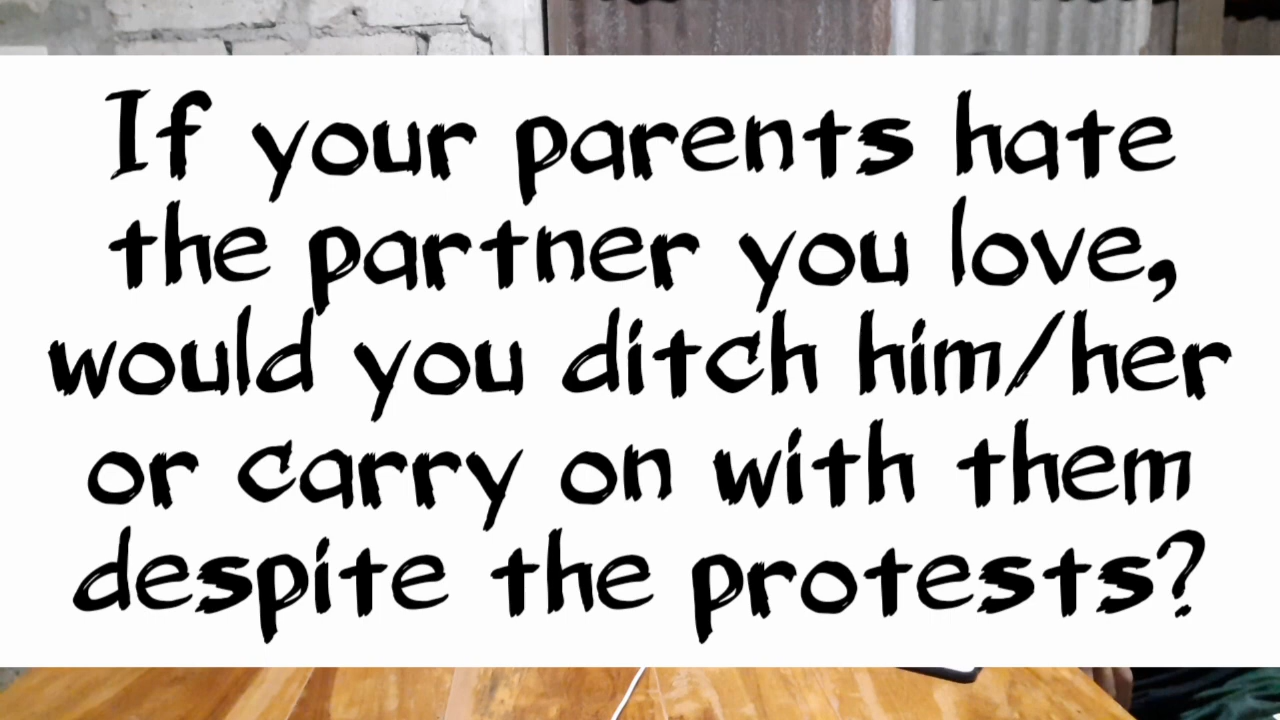 If your parents hate
the partner you love,
would you ditch him/her
or carry on with them
despite the protests?